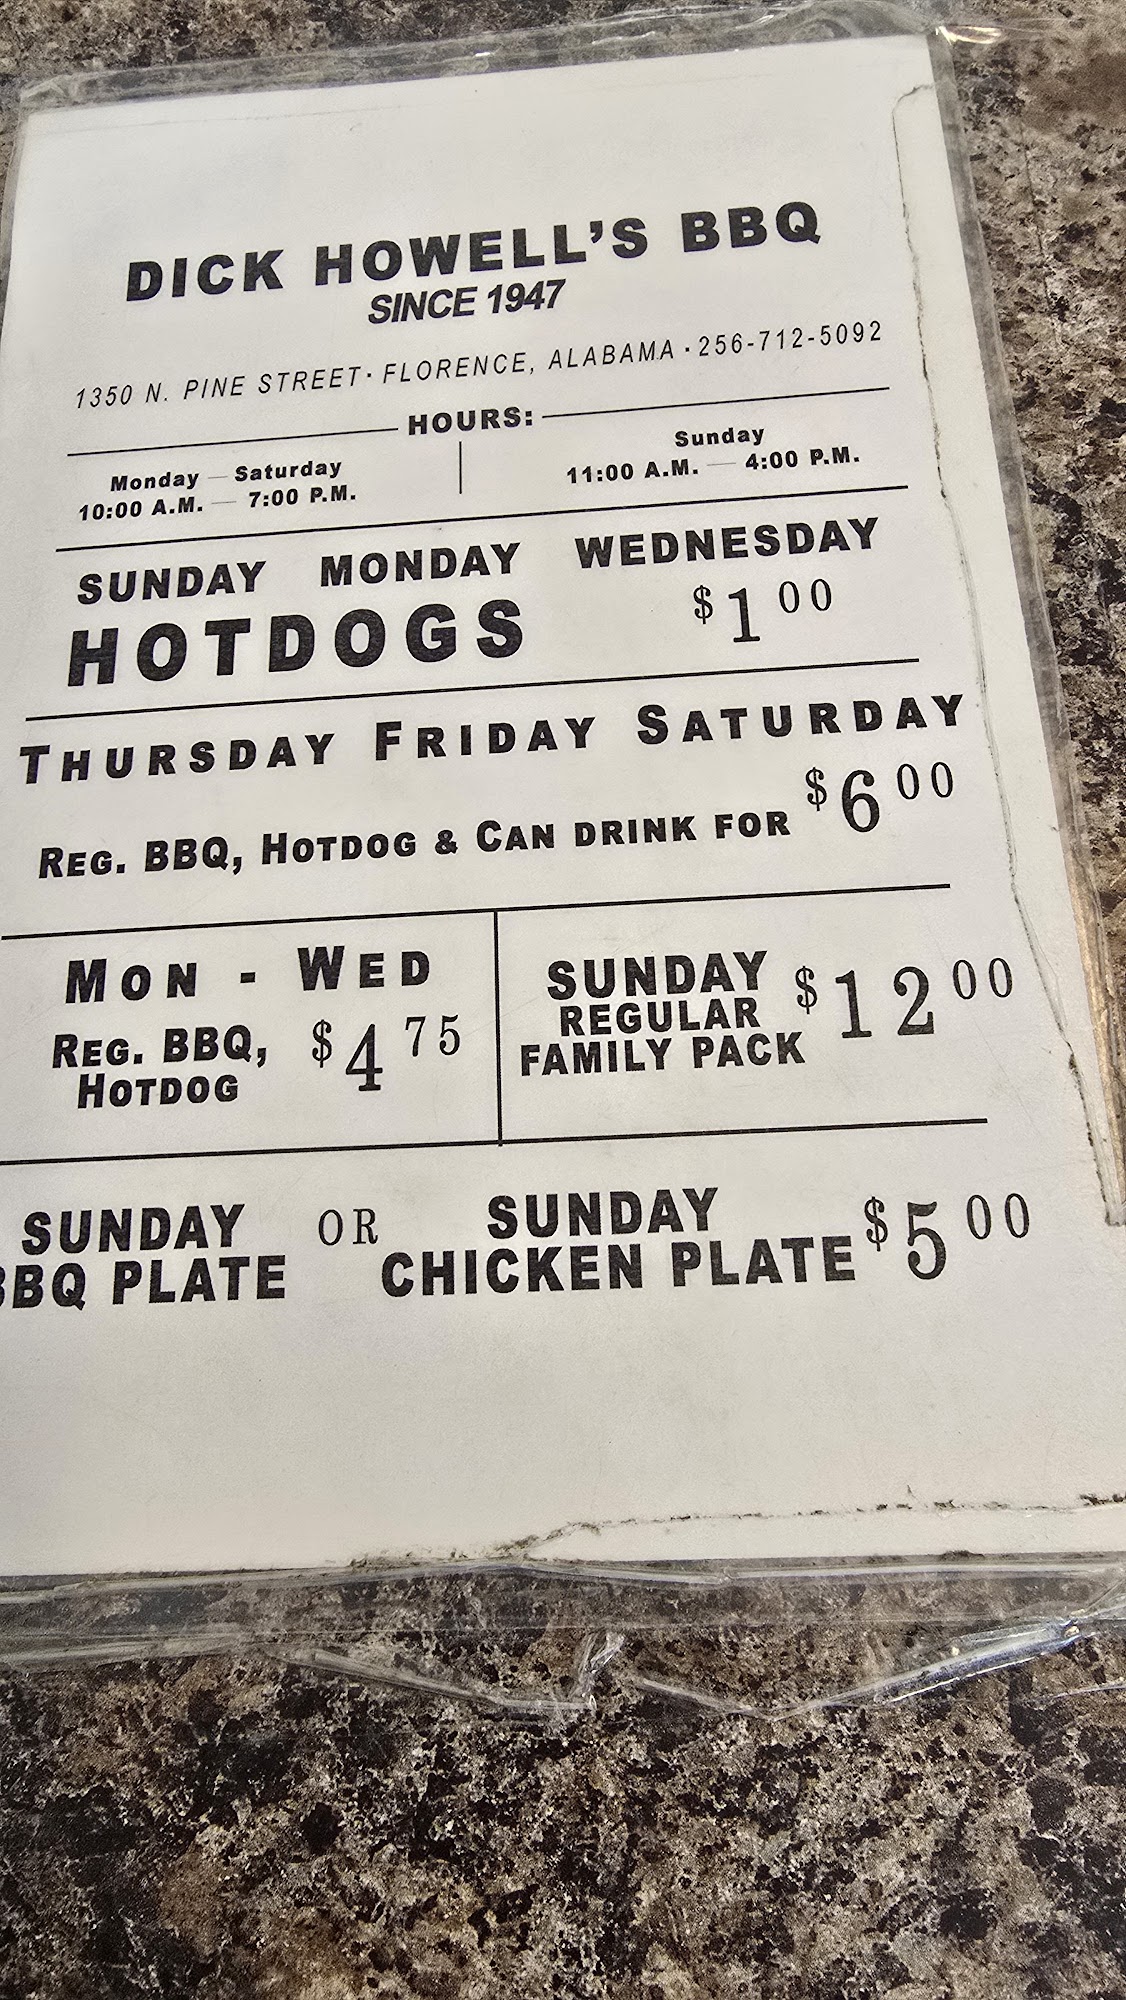 DICK HOWELL'S BBQ
SINCE 1947
1350 N. PINE STREET · FLORENCE, ALABAMA · 256-712-5092
HOURS:
Monday — Saturday
10:00 A.M. — 7:00 P.M.
Sunday
11:00 A.M. — 4:00 P.M.
SUNDAY MONDAY WEDNESDAY
HOTDOGS $1 00
THURSDAY FRIDAY SATURDAY
REG. BBQ, HOTDOG & CAN DRINK FOR $6 00
MON - WED
REG. BBQ, $4 75
HOTDOG
SUNDAY $12 00
REGULAR
FAMILY PACK
SUNDAY OR SUNDAY $5 00
BBQ PLATE CHICKEN PLATE